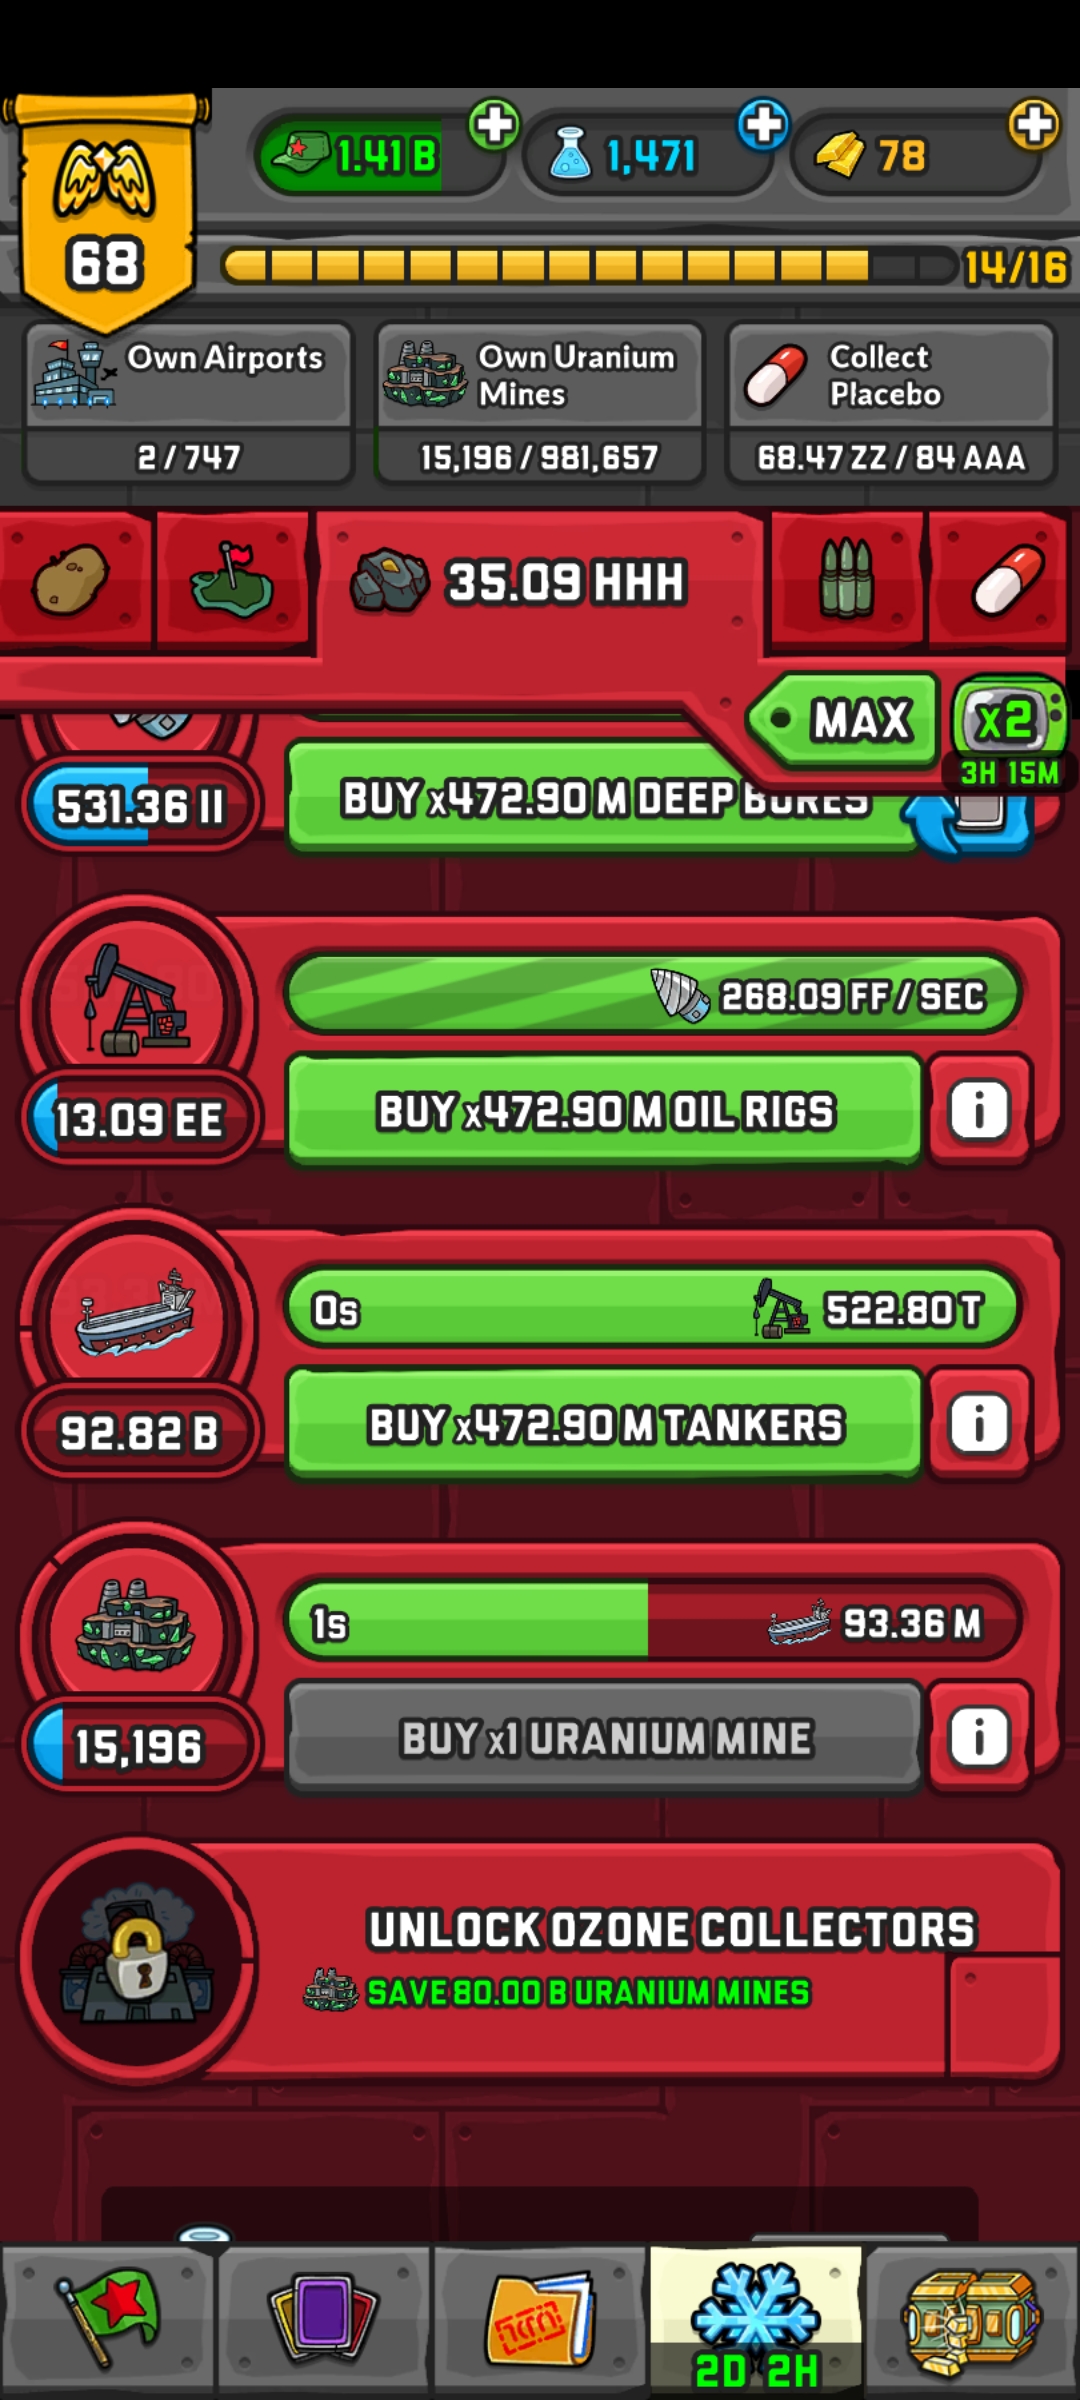 1.41 B
1,471
78
68
14/16
Own Airports
2 / 747
Own Uranium
Mines
15,196 / 981,657
Collect
Placebo
68.47 ZZ / 84 AAA
35.09 HHH
MAX
x2
3H 15M
531.36 II
BUY x472.90 M DEEP BORES
268.09 FF / SEC
13.09 EE
BUY x472.90 M OIL RIGS
i
0s
522.80 T
92.82 B
BUY x472.90 M TANKERS
i
1s
93.36 M
15,196
BUY x1 URANIUM MINE
i
UNLOCK OZONE COLLECTORS
SAVE 80.00 B URANIUM MINES
2D 2H